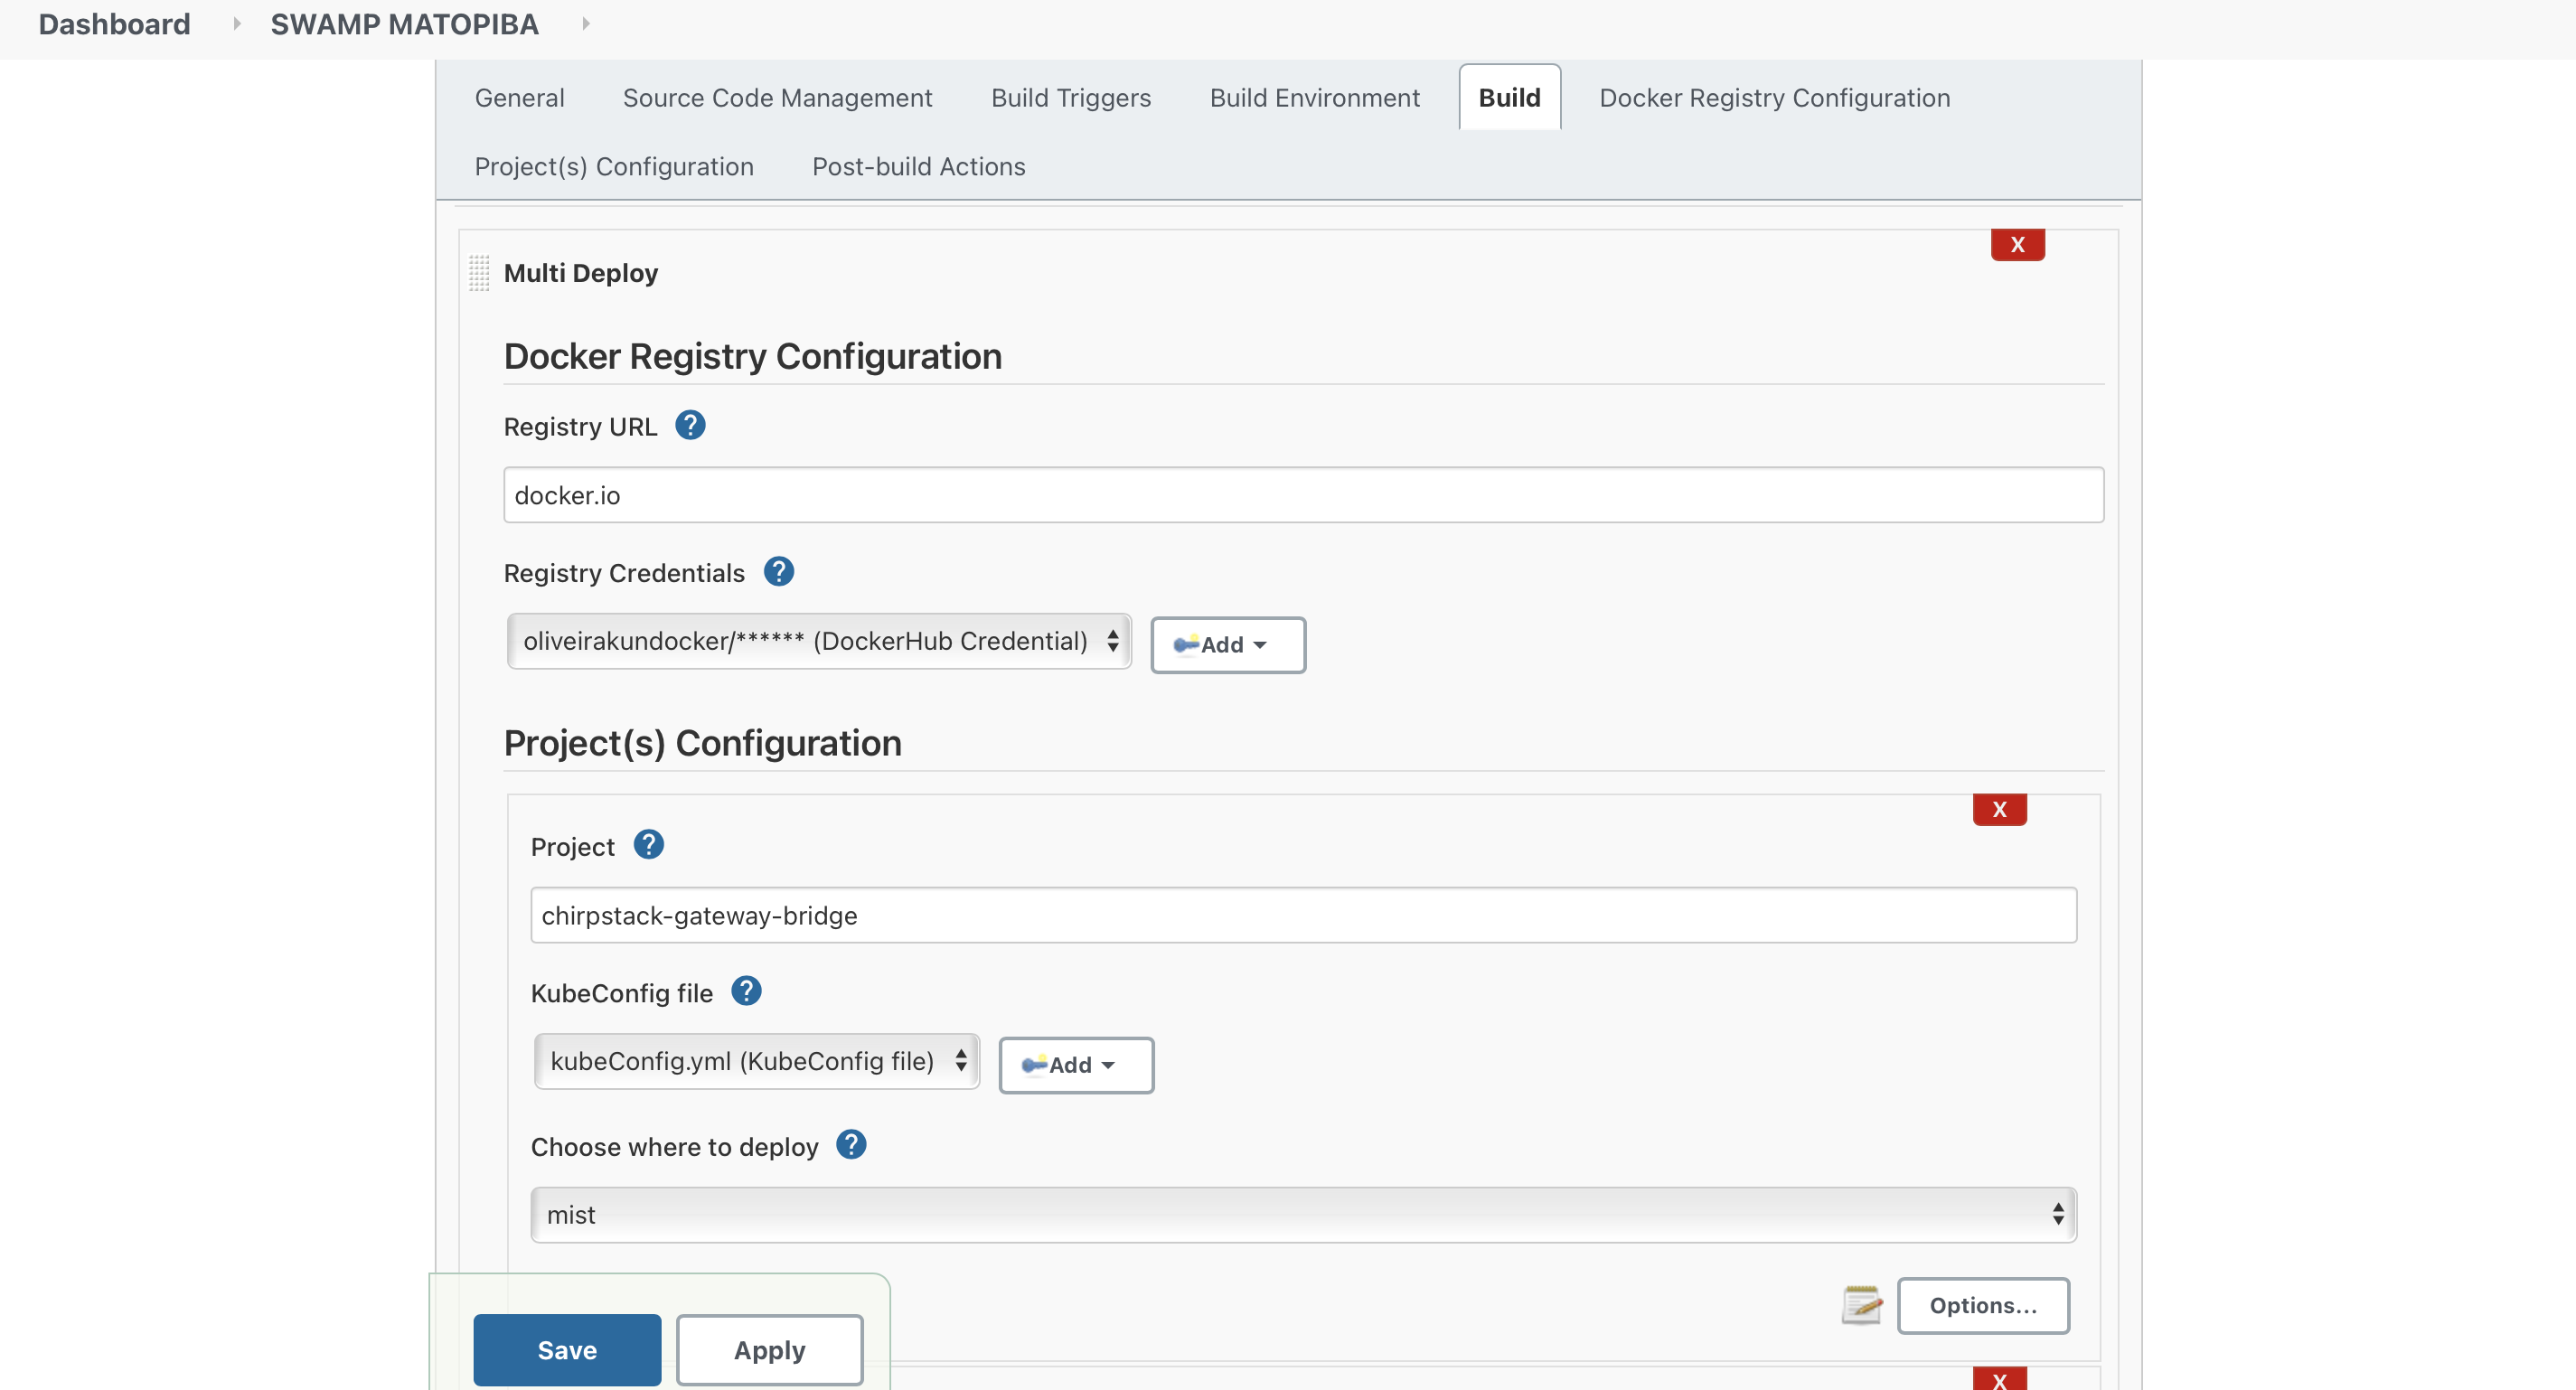 Dashboard SWAMP MATOPIBA
General Source Code Management Build Triggers Build Environment Build Docker Registry Configuration
Project(s) Configuration Post-build Actions
X
Multi Deploy
Docker Registry Configuration
Registry URL ?
docker.io
Registry Credentials ?
oliveirakundocker/****** (DockerHub Credential) Add
Project(s) Configuration
X
Project ?
chirpstack-gateway-bridge
KubeConfig file ?
kubeConfig.yml (KubeConfig file) Add
Choose where to deploy ?
mist
Options...
Save Apply
X